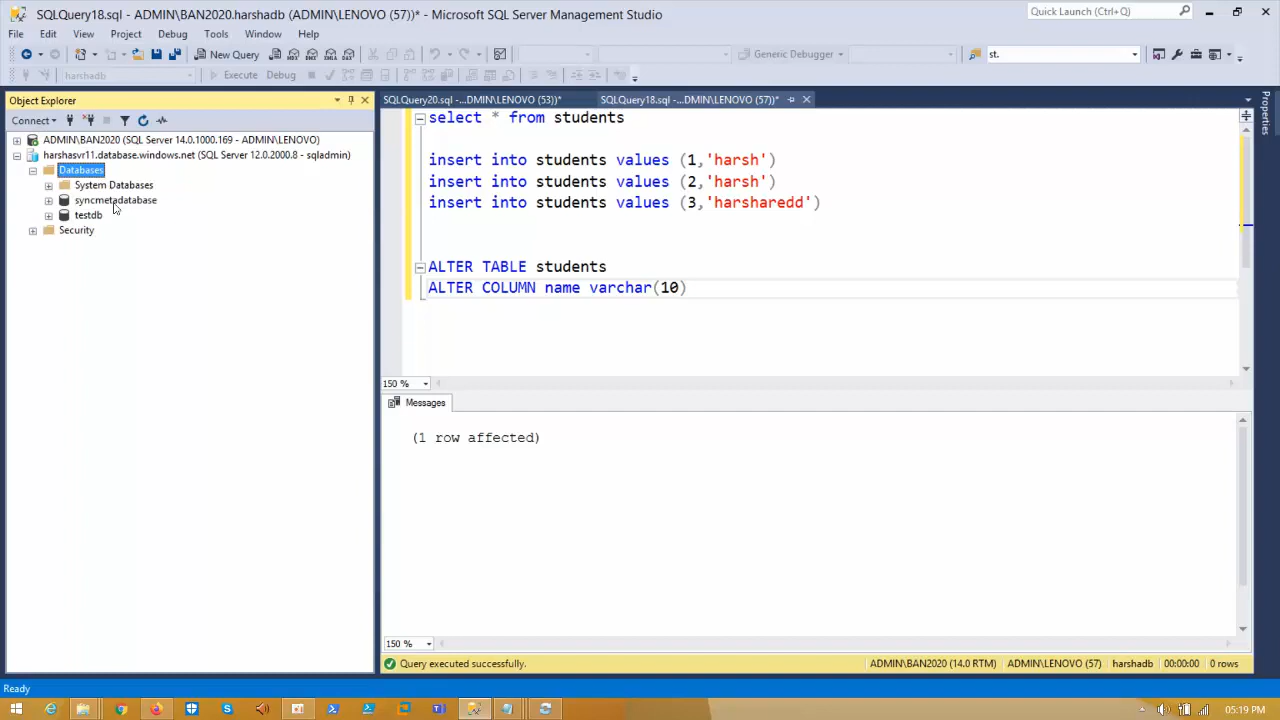 SQLQuery18.sql - ADMIN\BAN2020.harshadb (ADMIN\LENOVO (57))* - Microsoft SQL Server Management Studio
Quick Launch (Ctrl+Q)
File Edit View Project Debug Tools Window Help
New Query
Generic Debugger
st.
harshadb
Execute Debug
Object Explorer
SQLQuery20.sql -...DMIN\LENOVO (53))*
SQLQuery18.sql -...DMIN\LENOVO (57))*
Properties
Connect
ADMIN\BAN2020 (SQL Server 14.0.1000.169 - ADMIN\LENOVO)
harshasvr11.database.windows.net (SQL Server 12.0.2000.8 - sqladmin)
Databases
System Databases
syncmetadatabase
testdb
Security
select * from students
insert into students values (1,'harsh')
insert into students values (2,'harsh')
insert into students values (3,'harsharedd')
ALTER TABLE students
ALTER COLUMN name varchar(10)
150 %
Messages
(1 row affected)
150 %
Query executed successfully.
ADMIN\BAN2020 (14.0 RTM) ADMIN\LENOVO (57) harshadb 00:00:00 0 rows
Ready
05:19 PM